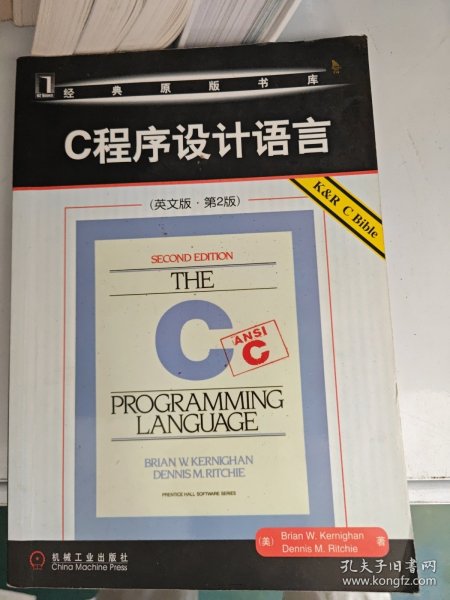 经典原版书库
C程序设计语言
(英文版·第2版)
K&R C Bible
SECOND EDITION
THE
C
ANSI
C
PROGRAMMING
LANGUAGE
BRIAN W. KERNIGHAN
DENNIS M. RITCHIE
PRENTICE HALL SOFTWARE SERIES
(美) Brian W. Kernighan
Dennis M. Ritchie 著
机械工业出版社
China Machine Press
孔夫子旧书网
www.kongfz.com